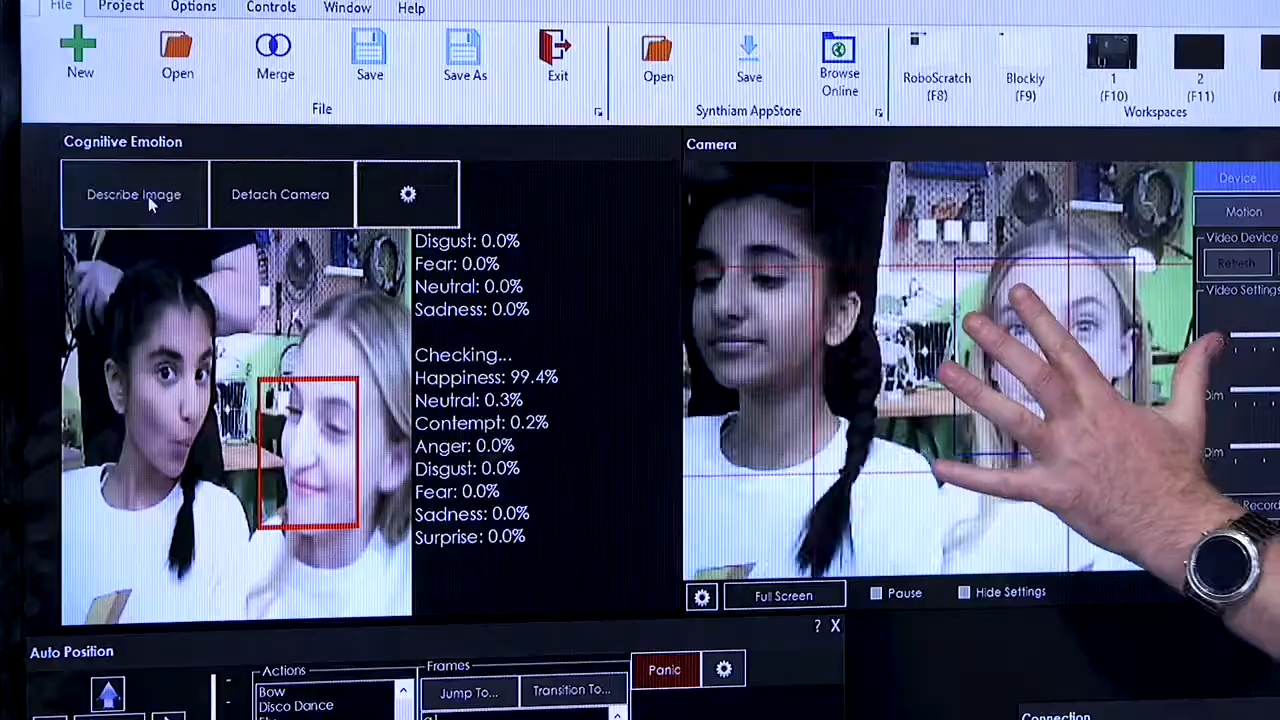 File Project Options Controls Window Help
New Open Merge Save Save As Exit
File
Open Save Browse Online
Synthiam AppStore
RoboScratch (F8)
Blockly (F9)
1 (F10)
2 (F11)
Workspaces
Cognitive Emotion
Describe Image Detach Camera
Disgust: 0.0%
Fear: 0.0%
Neutral: 0.0%
Sadness: 0.0%
Checking...
Happiness: 99.4%
Neutral: 0.3%
Contempt: 0.2%
Anger: 0.0%
Disgust: 0.0%
Fear: 0.0%
Sadness: 0.0%
Surprise: 0.0%
Camera
Device
Motion
Video Device
Refresh
Video Settings
Dim
Dim
Record
Full Screen Pause Hide Settings
Auto Position
? X
Actions
Bow
Disco Dance
Frames
Jump To... Transition To...
Panic
Connection